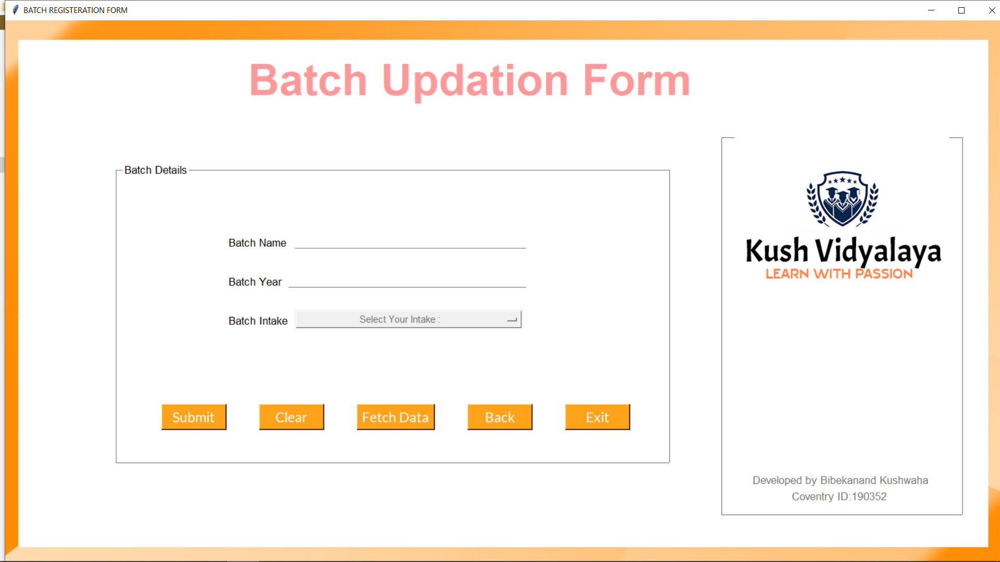 BATCH REGISTERATION FORM
Batch Updation Form
Batch Details
Batch Name
Batch Year
Batch Intake Select Your Intake :
Submit Clear Fetch Data Back Exit
Kush Vidyalaya
LEARN WITH PASSION
Developed by Bibekanand Kushwaha
Coventry ID:190352